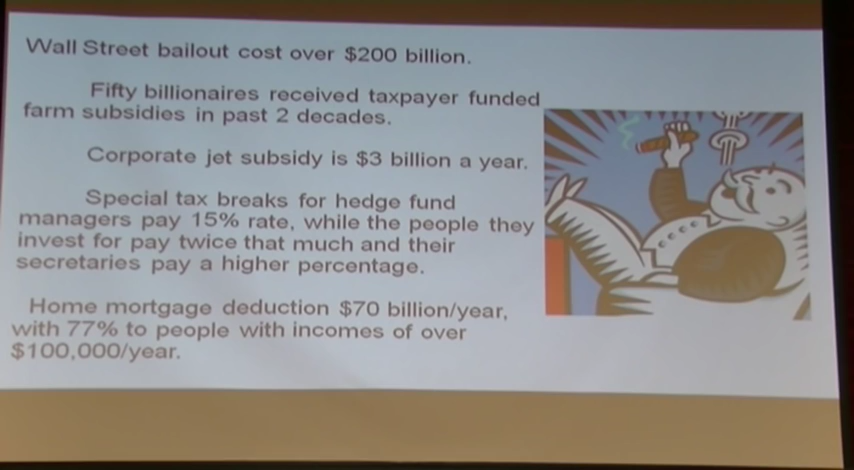 Wall Street bailout cost over $200 billion.
Fifty billionaires received taxpayer funded
farm subsidies in past 2 decades.
Corporate jet subsidy is $3 billion a year.
Special tax breaks for hedge fund
managers pay 15% rate, while the people they
invest for pay twice that much and their
secretaries pay a higher percentage.
Home mortgage deduction $70 billion/year,
with 77% to people with incomes of over
$100,000/year.